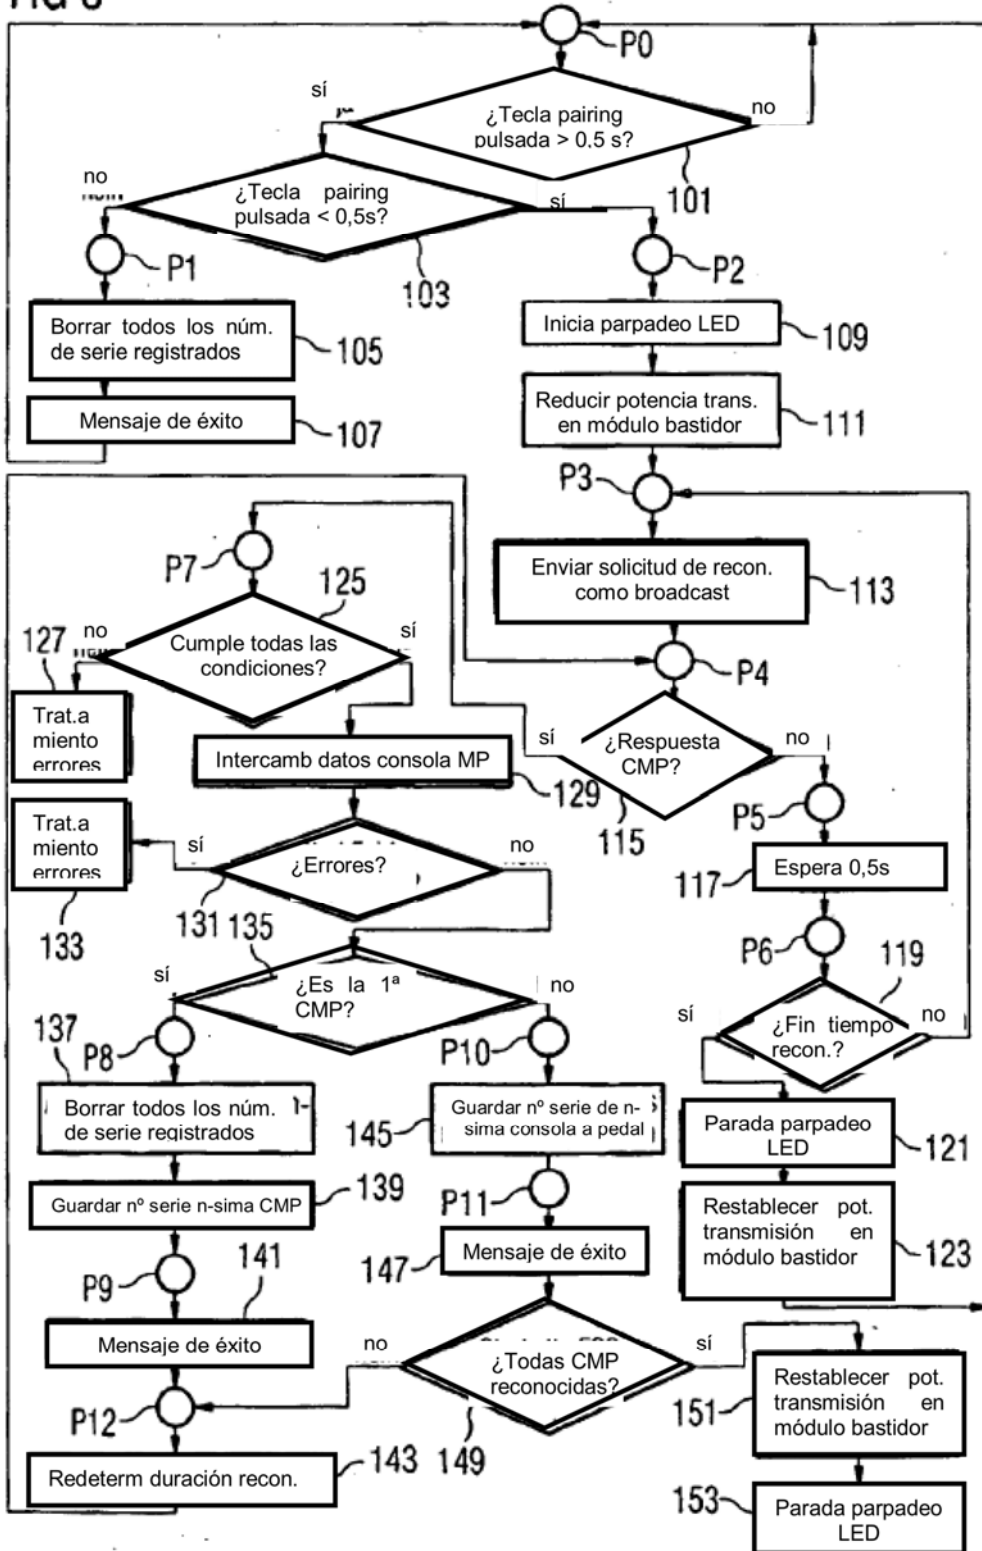 P0
sí
¿Tecla pairing
pulsada > 0,5 s?
no
101
no
¿Tecla pairing
pulsada < 0,5s?
sí
103
P1
P2
Borrar todos los núm.
de serie registrados
105
Inicia parpadeo LED
109
Mensaje de éxito
107
Reducir potencia trans.
en módulo bastidor
111
P3
P7
Enviar solicitud de recon.
como broadcast
113
125
127
no
Cumple todas las
condiciones?
sí
P4
Trat.a
miento
errores
Intercamb datos consola MP
129
sí
¿Respuesta
CMP?
no
115
P5
Trat.a
miento
errores
133
sí
¿Errores?
no
131
Espera 0,5s
117
P6
135
sí
¿Es la 1ª
CMP?
no
119
sí
¿Fin tiempo
recon.?
no
137
P8
P10
Borrar todos los núm.
de serie registrados
145
Guardar nº serie de n-
sima consola a pedal
Parada parpadeo
LED
121
Guardar nº serie n-sima CMP
139
P11
Restablecer pot.
transmisión en
módulo bastidor
123
P9
141
147
Mensaje de éxito
Mensaje de éxito
no
¿Todas CMP
reconocidas?
sí
149
P12
151
Restablecer pot.
transmisión en
módulo bastidor
Redeterm duración recon.
143
153
Parada parpadeo
LED